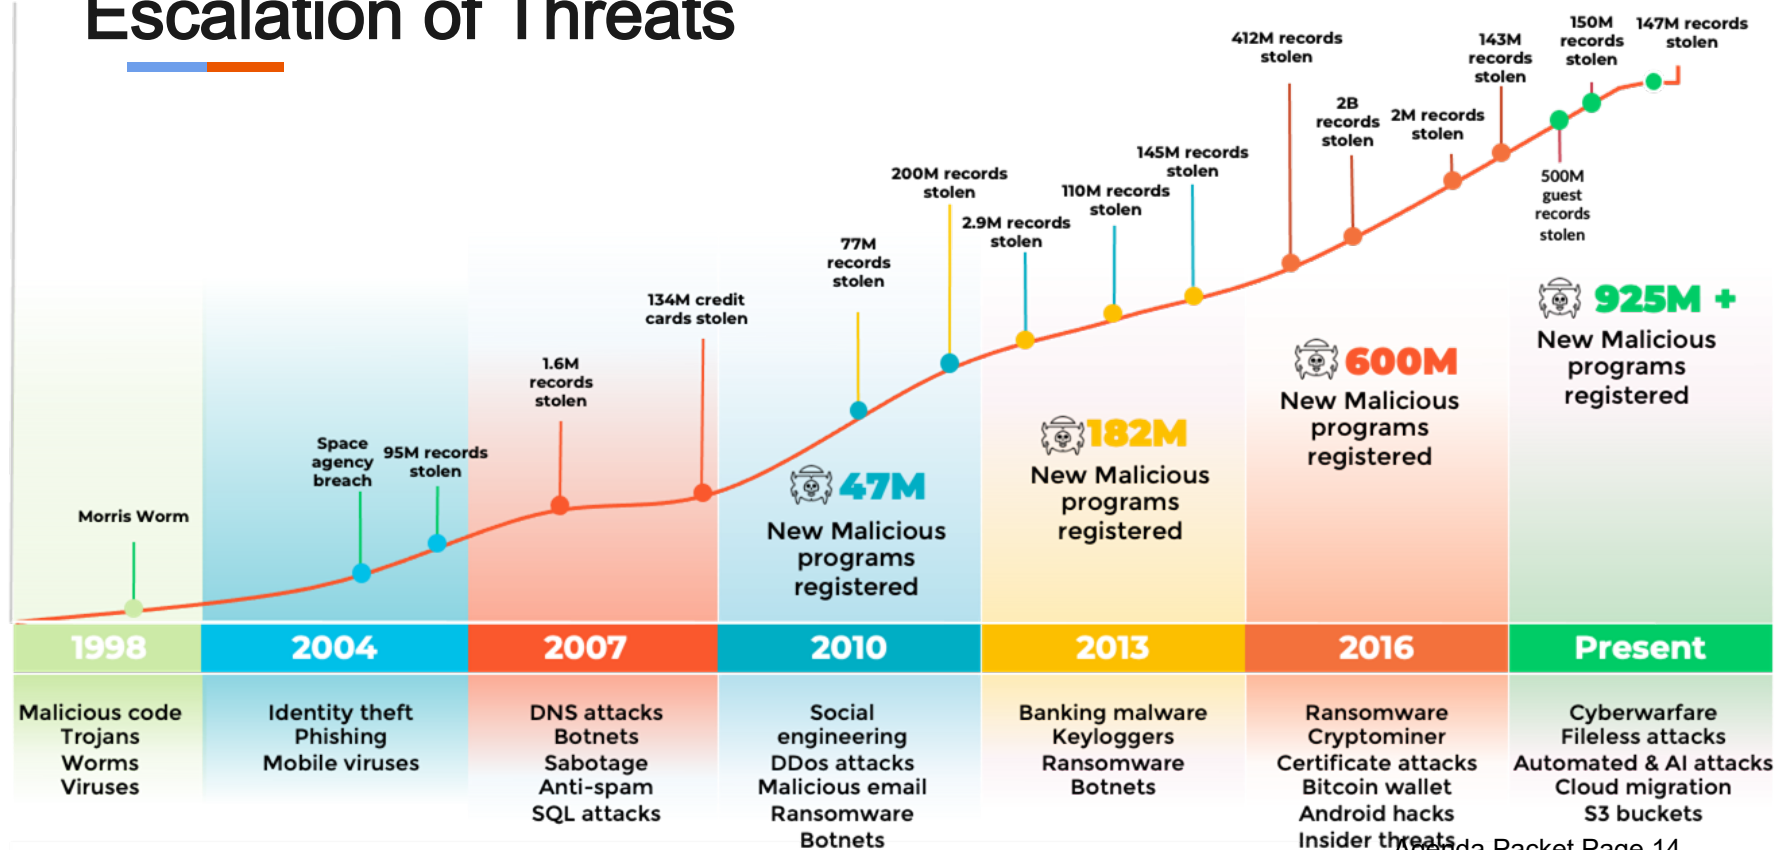 Escalation of Threats
Morris Worm
Space
agency
breach
95M records
stolen
1.6M
records
stolen
134M credit
cards stolen
77M
records
stolen
200M records
stolen
2.9M records
stolen
110M records
stolen
145M records
stolen
412M records
stolen
2B
records
stolen
2M records
stolen
143M
records
stolen
150M
records
stolen
147M records
stolen
500M
guest
records
stolen
47M
New Malicious
programs
registered
182M
New Malicious
programs
registered
600M
New Malicious
programs
registered
925M +
New Malicious
programs
registered
1998
2004
2007
2010
2013
2016
Present
Malicious code
Trojans
Worms
Viruses
Identity theft
Phishing
Mobile viruses
DNS attacks
Botnets
Sabotage
Anti-spam
SQL attacks
Social
engineering
DDos attacks
Malicious email
Ransomware
Botnets
Banking malware
Keyloggers
Ransomware
Botnets
Ransomware
Cryptominer
Certificate attacks
Bitcoin wallet
Android hacks
Insider threats
Cyberwarfare
Fileless attacks
Automated & AI attacks
Cloud migration
S3 buckets
Agenda Packet Page 14